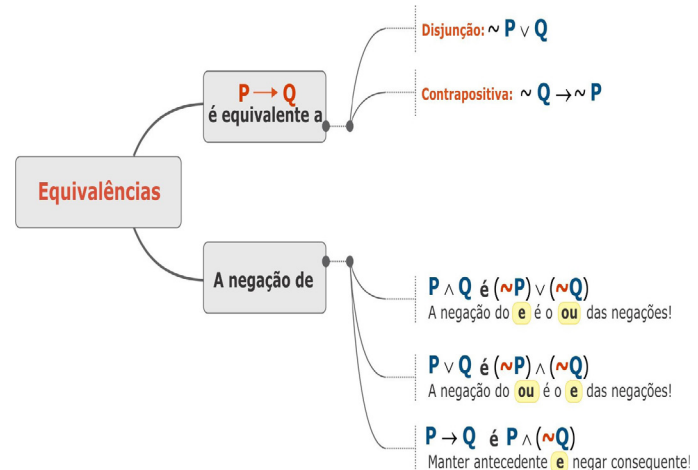 Disjunção: ~ P ∨ Q
P → Q
é equivalente a
Contrapositiva: ~ Q → ~ P
Equivalências
A negação de
P ∧ Q é (~P) ∨ (~Q)
A negação do e é o ou das negações!
P ∨ Q é (~P) ∧ (~Q)
A negação do ou é o e das negações!
P → Q é P ∧ (~Q)
Manter antecedente e negar consequente!